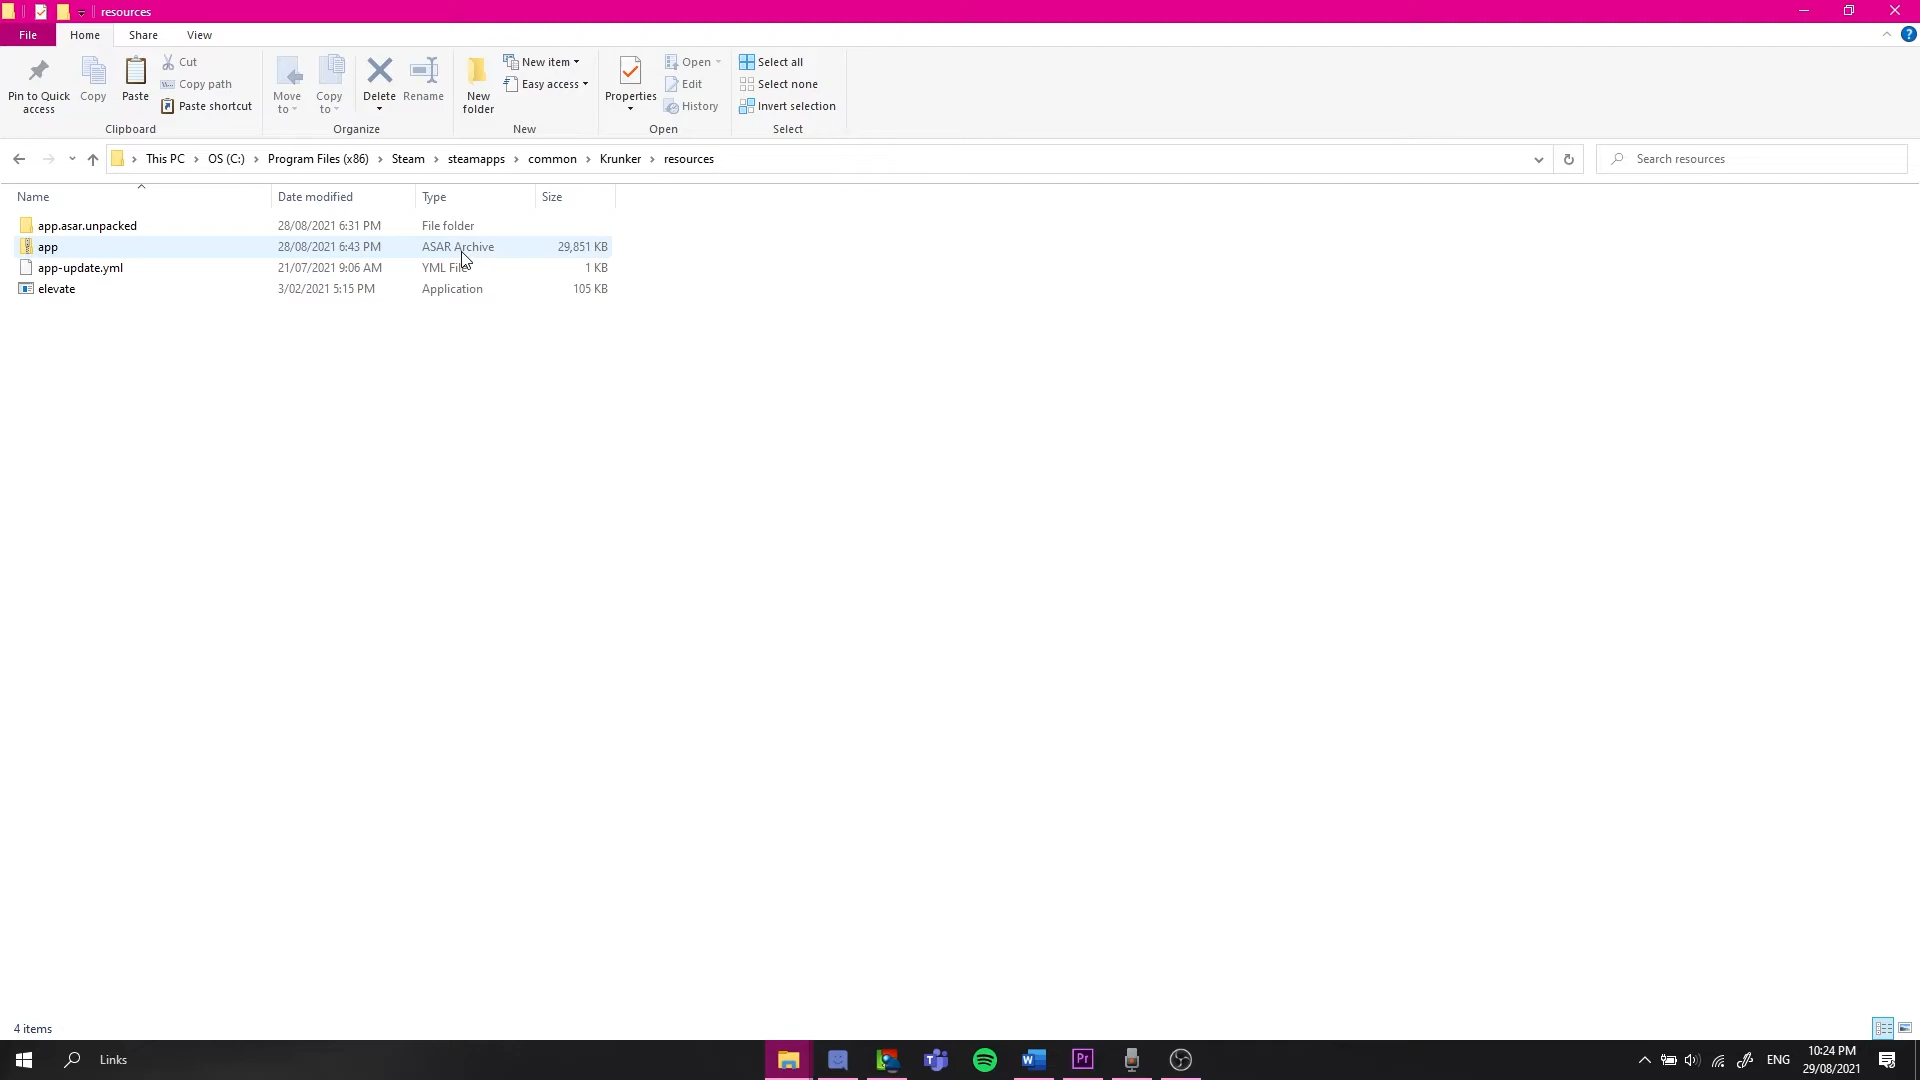 resources
File Home Share View
Pin to Quick access
Copy
Paste
Cut
Copy path
Paste shortcut
Clipboard
Move to
Copy to
Delete
Rename
Organize
New folder
New item
Easy access
New
Properties
Open
Edit
History
Open
Select all
Select none
Invert selection
Select
This PC > OS (C:) > Program Files (x86) > Steam > steamapps > common > Krunker > resources
Search resources
Name Date modified Type Size
app.asar.unpacked 28/08/2021 6:31 PM File folder
app 28/08/2021 6:43 PM ASAR Archive 29,851 KB
app-update.yml 21/07/2021 9:06 AM YML File 1 KB
elevate 3/02/2021 5:15 PM Application 105 KB
4 items
Links
Pr
ENG
10:24 PM
29/08/2021